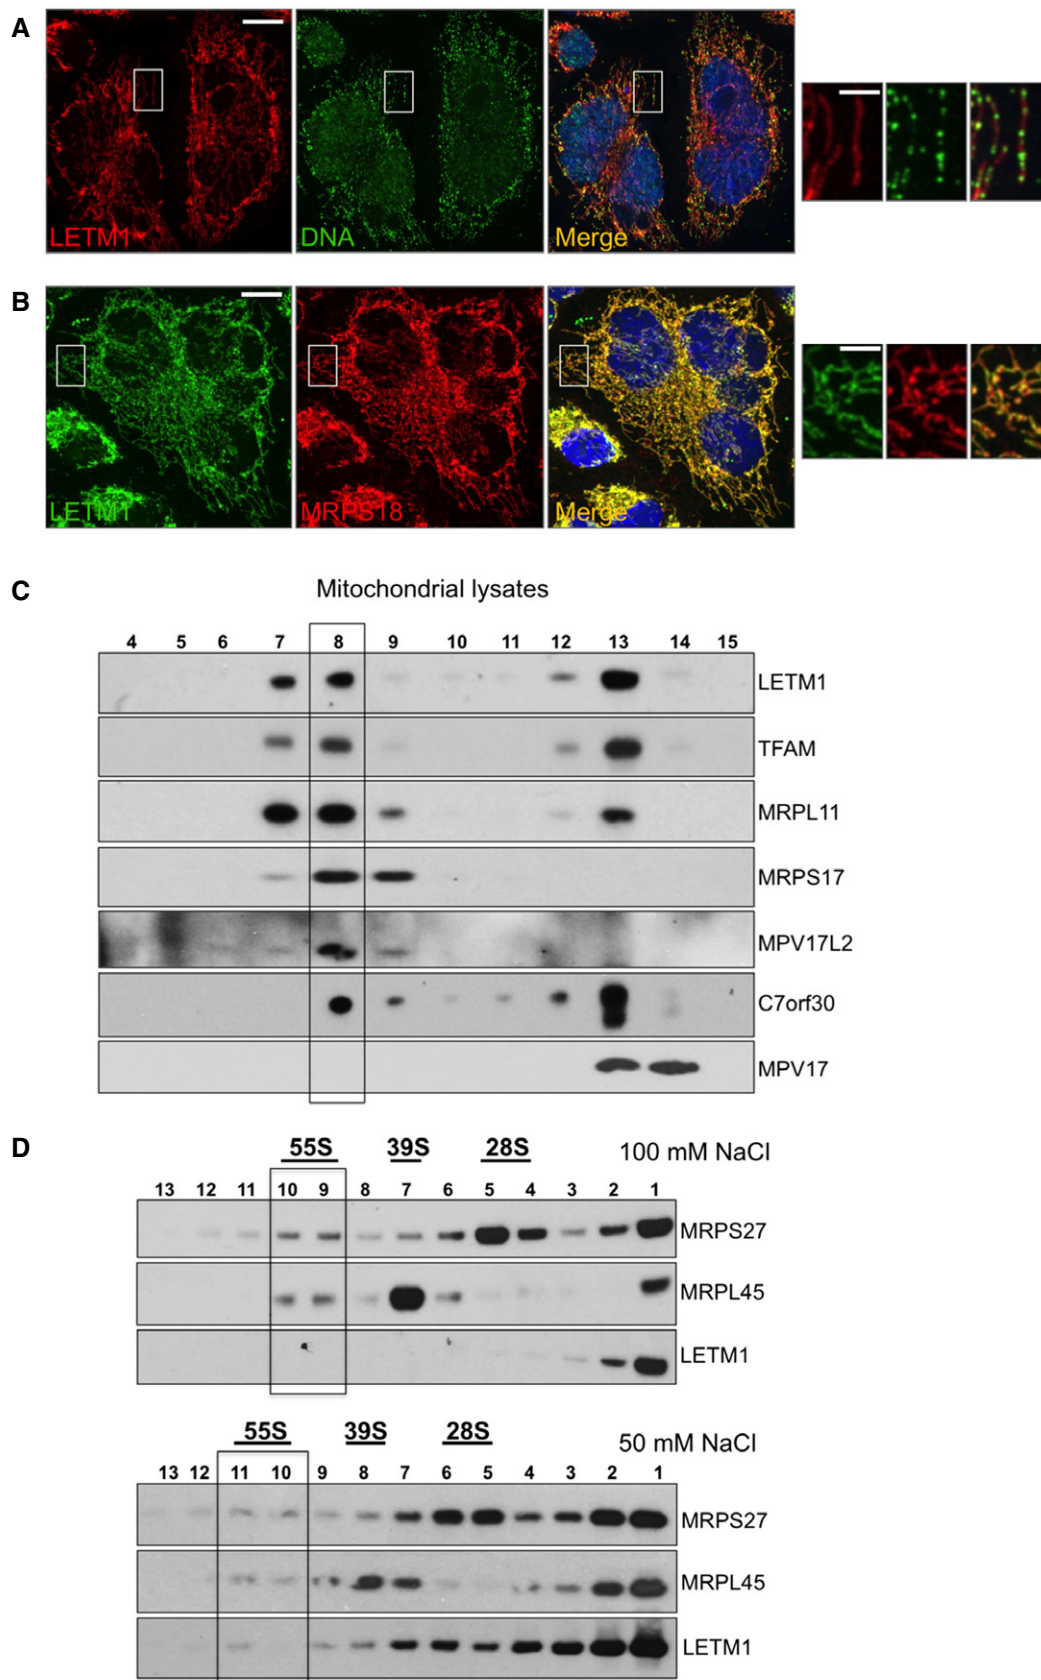 A
LETM1 DNA Merge
B
LETM1 MRPS18 Merge
C
Mitochondrial lysates
4 5 6 7 8 9 10 11 12 13 14 15
LETM1
TFAM
MRPL11
MRPS17
MPV17L2
C7orf30
MPV17
D
55S 39S 28S 100 mM NaCl
13 12 11 10 9 8 7 6 5 4 3 2 1
MRPS27
MRPL45
LETM1
55S 39S 28S 50 mM NaCl
13 12 11 10 9 8 7 6 5 4 3 2 1
MRPS27
MRPL45
LETM1